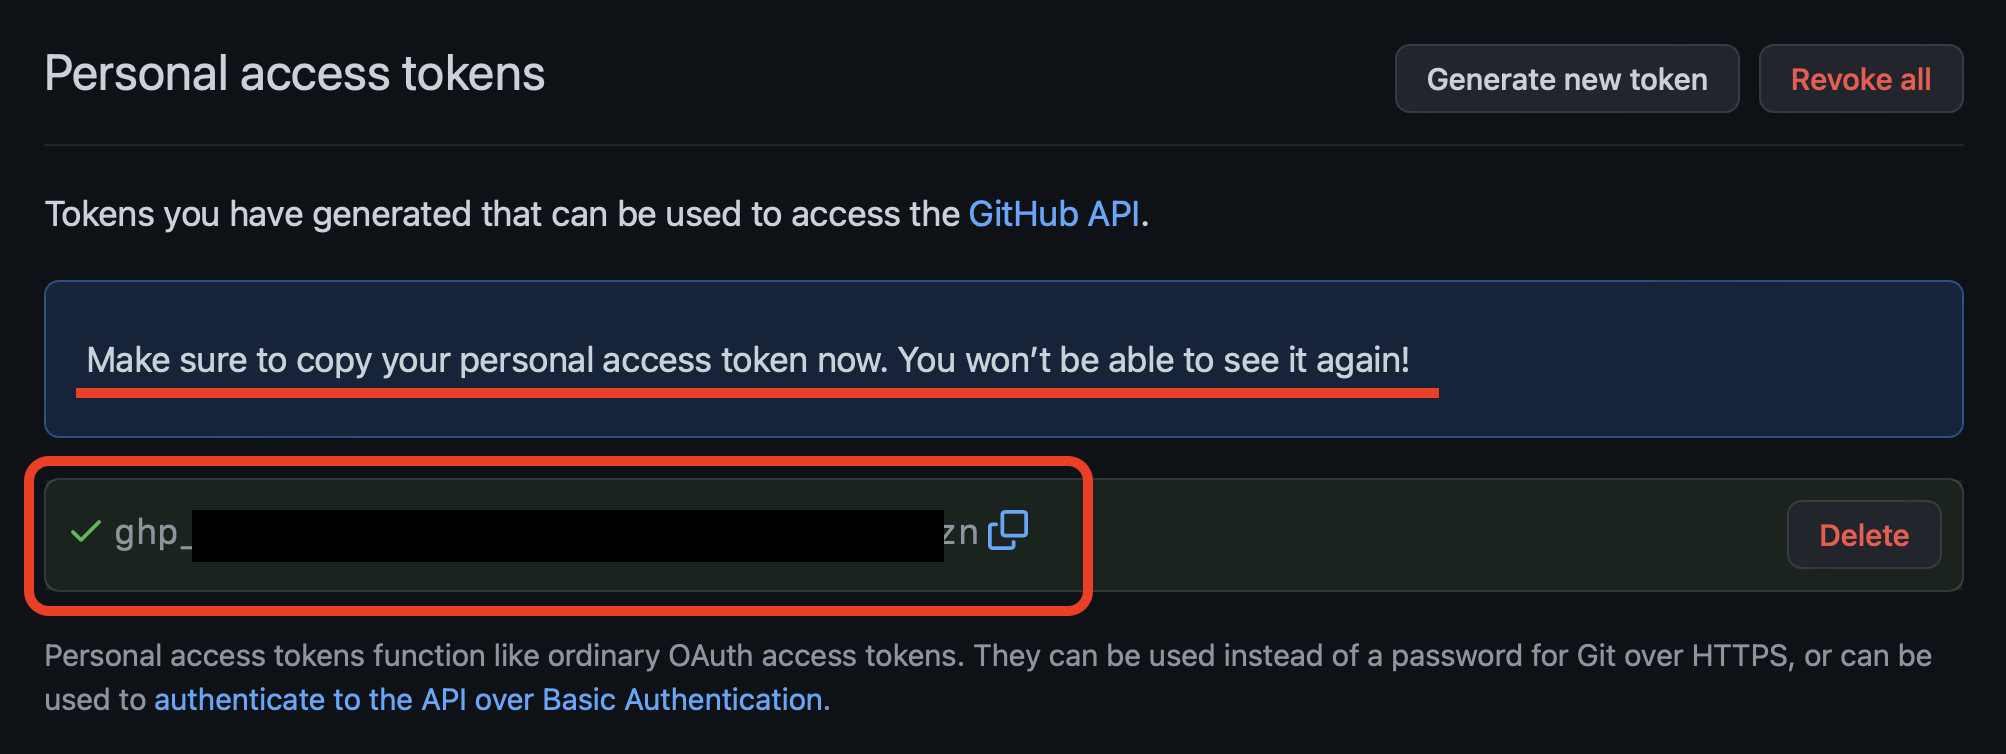 Personal access tokens
Generate new token
Revoke all
Tokens you have generated that can be used to access the GitHub API.
Make sure to copy your personal access token now. You won’t be able to see it again!
ghp_ zn
Delete
Personal access tokens function like ordinary OAuth access tokens. They can be used instead of a password for Git over HTTPS, or can be
used to authenticate to the API over Basic Authentication.